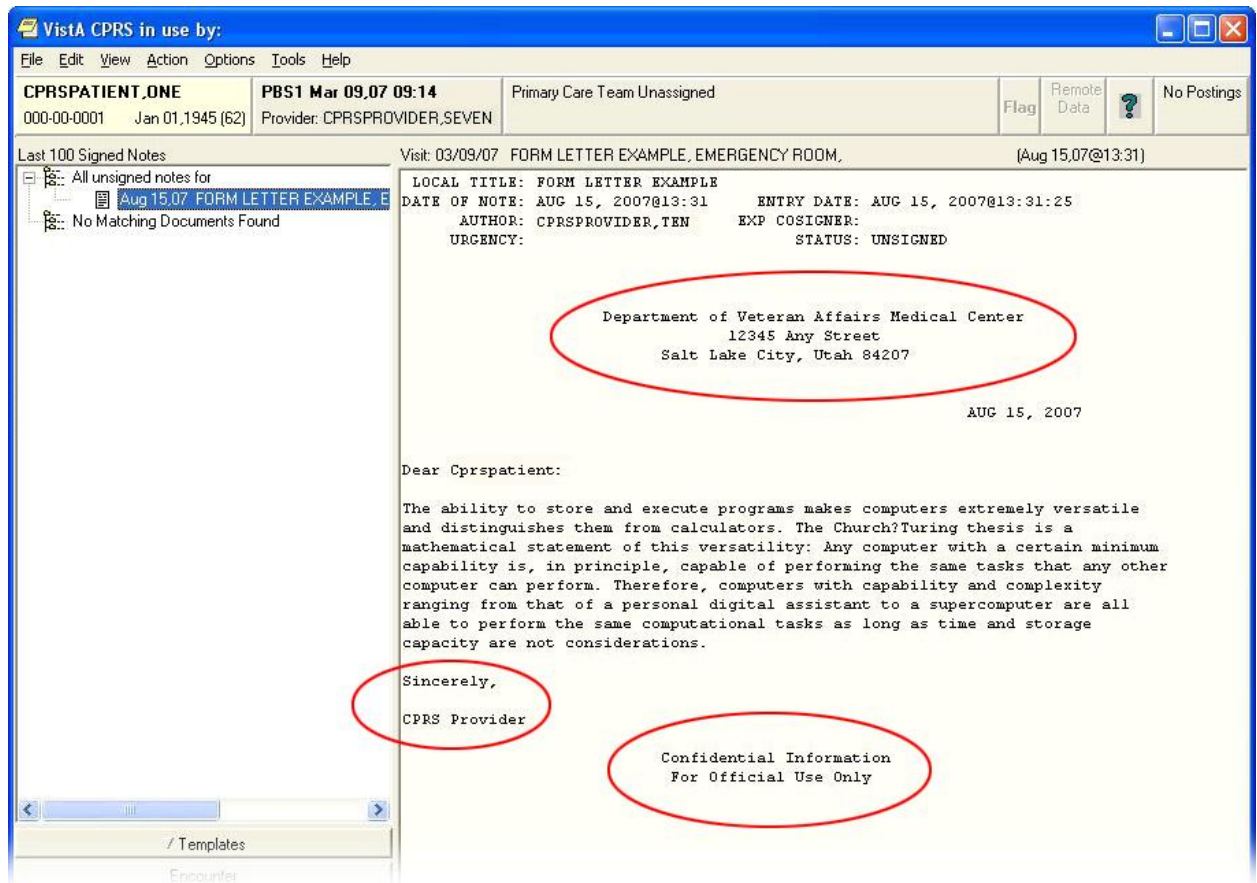 VistA CPRS in use by:
File Edit View Action Options Tools Help
CPRSPATIENT,ONE
000-00-0001 Jan 01,1945 (62)
PBS1 Mar 09,07 09:14
Provider: CPRSPROVIDER,SEVEN
Primary Care Team Unassigned
Flag
Remote
Data
?
No Postings
Last 100 Signed Notes
Visit: 03/09/07 FORM LETTER EXAMPLE, EMERGENCY ROOM, (Aug 15,07@13:31)
All unsigned notes for
Aug 15,07 FORM LETTER EXAMPLE, E
No Matching Documents Found
LOCAL TITLE: FORM LETTER EXAMPLE
DATE OF NOTE: AUG 15, 2007@13:31 ENTRY DATE: AUG 15, 2007@13:31:25
AUTHOR: CPRSPROVIDER,TEN EXP COSIGNER:
URGENCY: STATUS: UNSIGNED
Department of Veteran Affairs Medical Center
12345 Any Street
Salt Lake City, Utah 84207
AUG 15, 2007
Dear Cprspatient:
The ability to store and execute programs makes computers extremely versatile
and distinguishes them from calculators. The Church?Turing thesis is a
mathematical statement of this versatility: Any computer with a certain minimum
capability is, in principle, capable of performing the same tasks that any other
computer can perform. Therefore, computers with capability and complexity
ranging from that of a personal digital assistant to a supercomputer are all
able to perform the same computational tasks as long as time and storage
capacity are not considerations.
Sincerely,
CPRS Provider
Confidential Information
For Official Use Only
/ Templates
Encounter